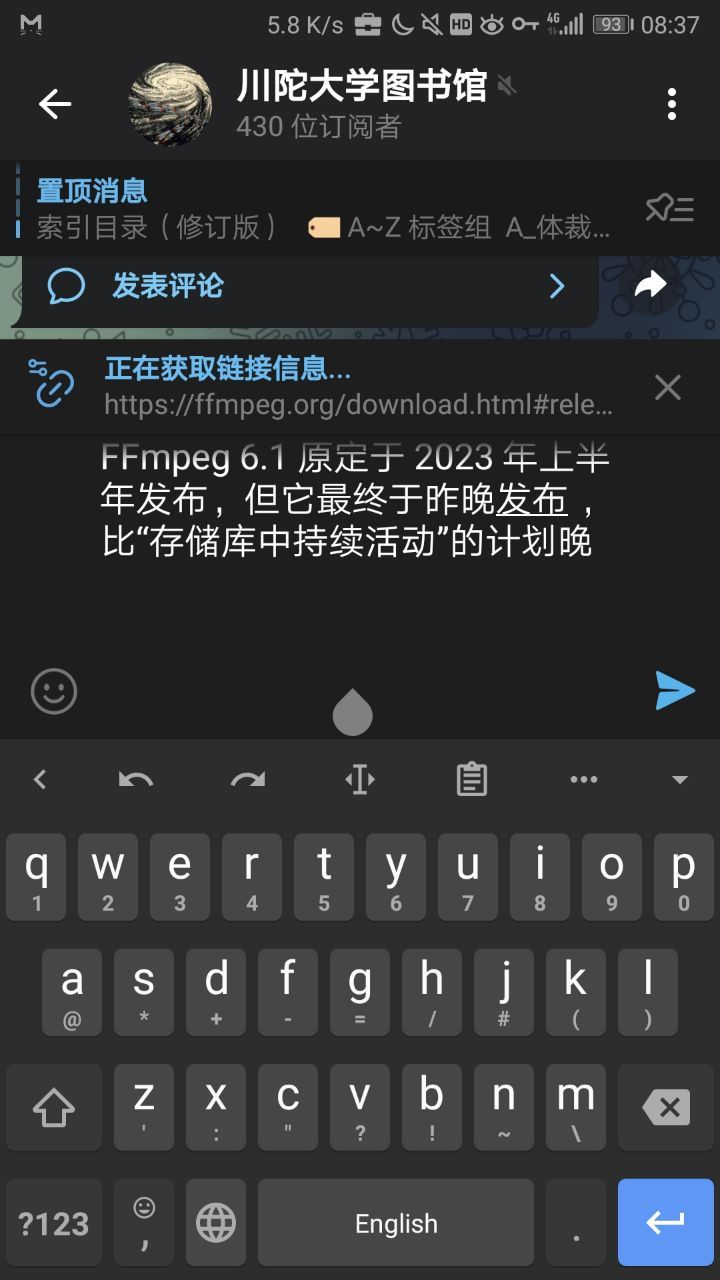 5.8 K/s HD 4G 93 08:37
川陀大学图书馆
430 位订阅者
置顶消息
索引目录（修订版） A~Z 标签组 A_体裁...
发表评论
正在获取链接信息...
https://ffmpeg.org/download.html#rele...
FFmpeg 6.1 原定于 2023 年上半
年发布，但它最终于昨晚发布，
比“存储库中持续活动”的计划晚
q w e r t y u i o p
1 2 3 4 5 6 7 8 9 0
a s d f g h j k l
@ * + - = / # ( )
z x c v b n m
' : " ? ! ~ \
?123 , English .